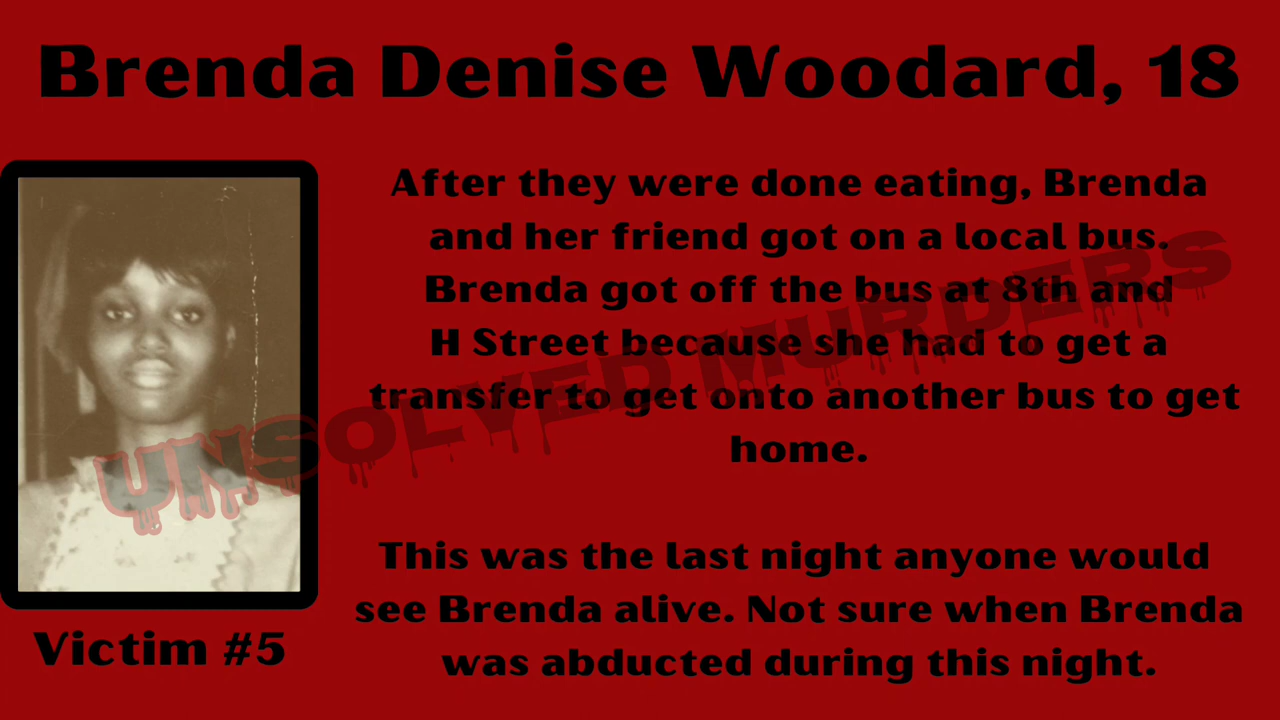 Brenda Denise Woodard, 18
After they were done eating, Brenda
and her friend got on a local bus.
Brenda got off the bus at 8th and
H Street because she had to get a
transfer to get onto another bus to get
home.
This was the last night anyone would
see Brenda alive. Not sure when Brenda
was abducted during this night.
Victim #5
UNSOLVED MURDERS